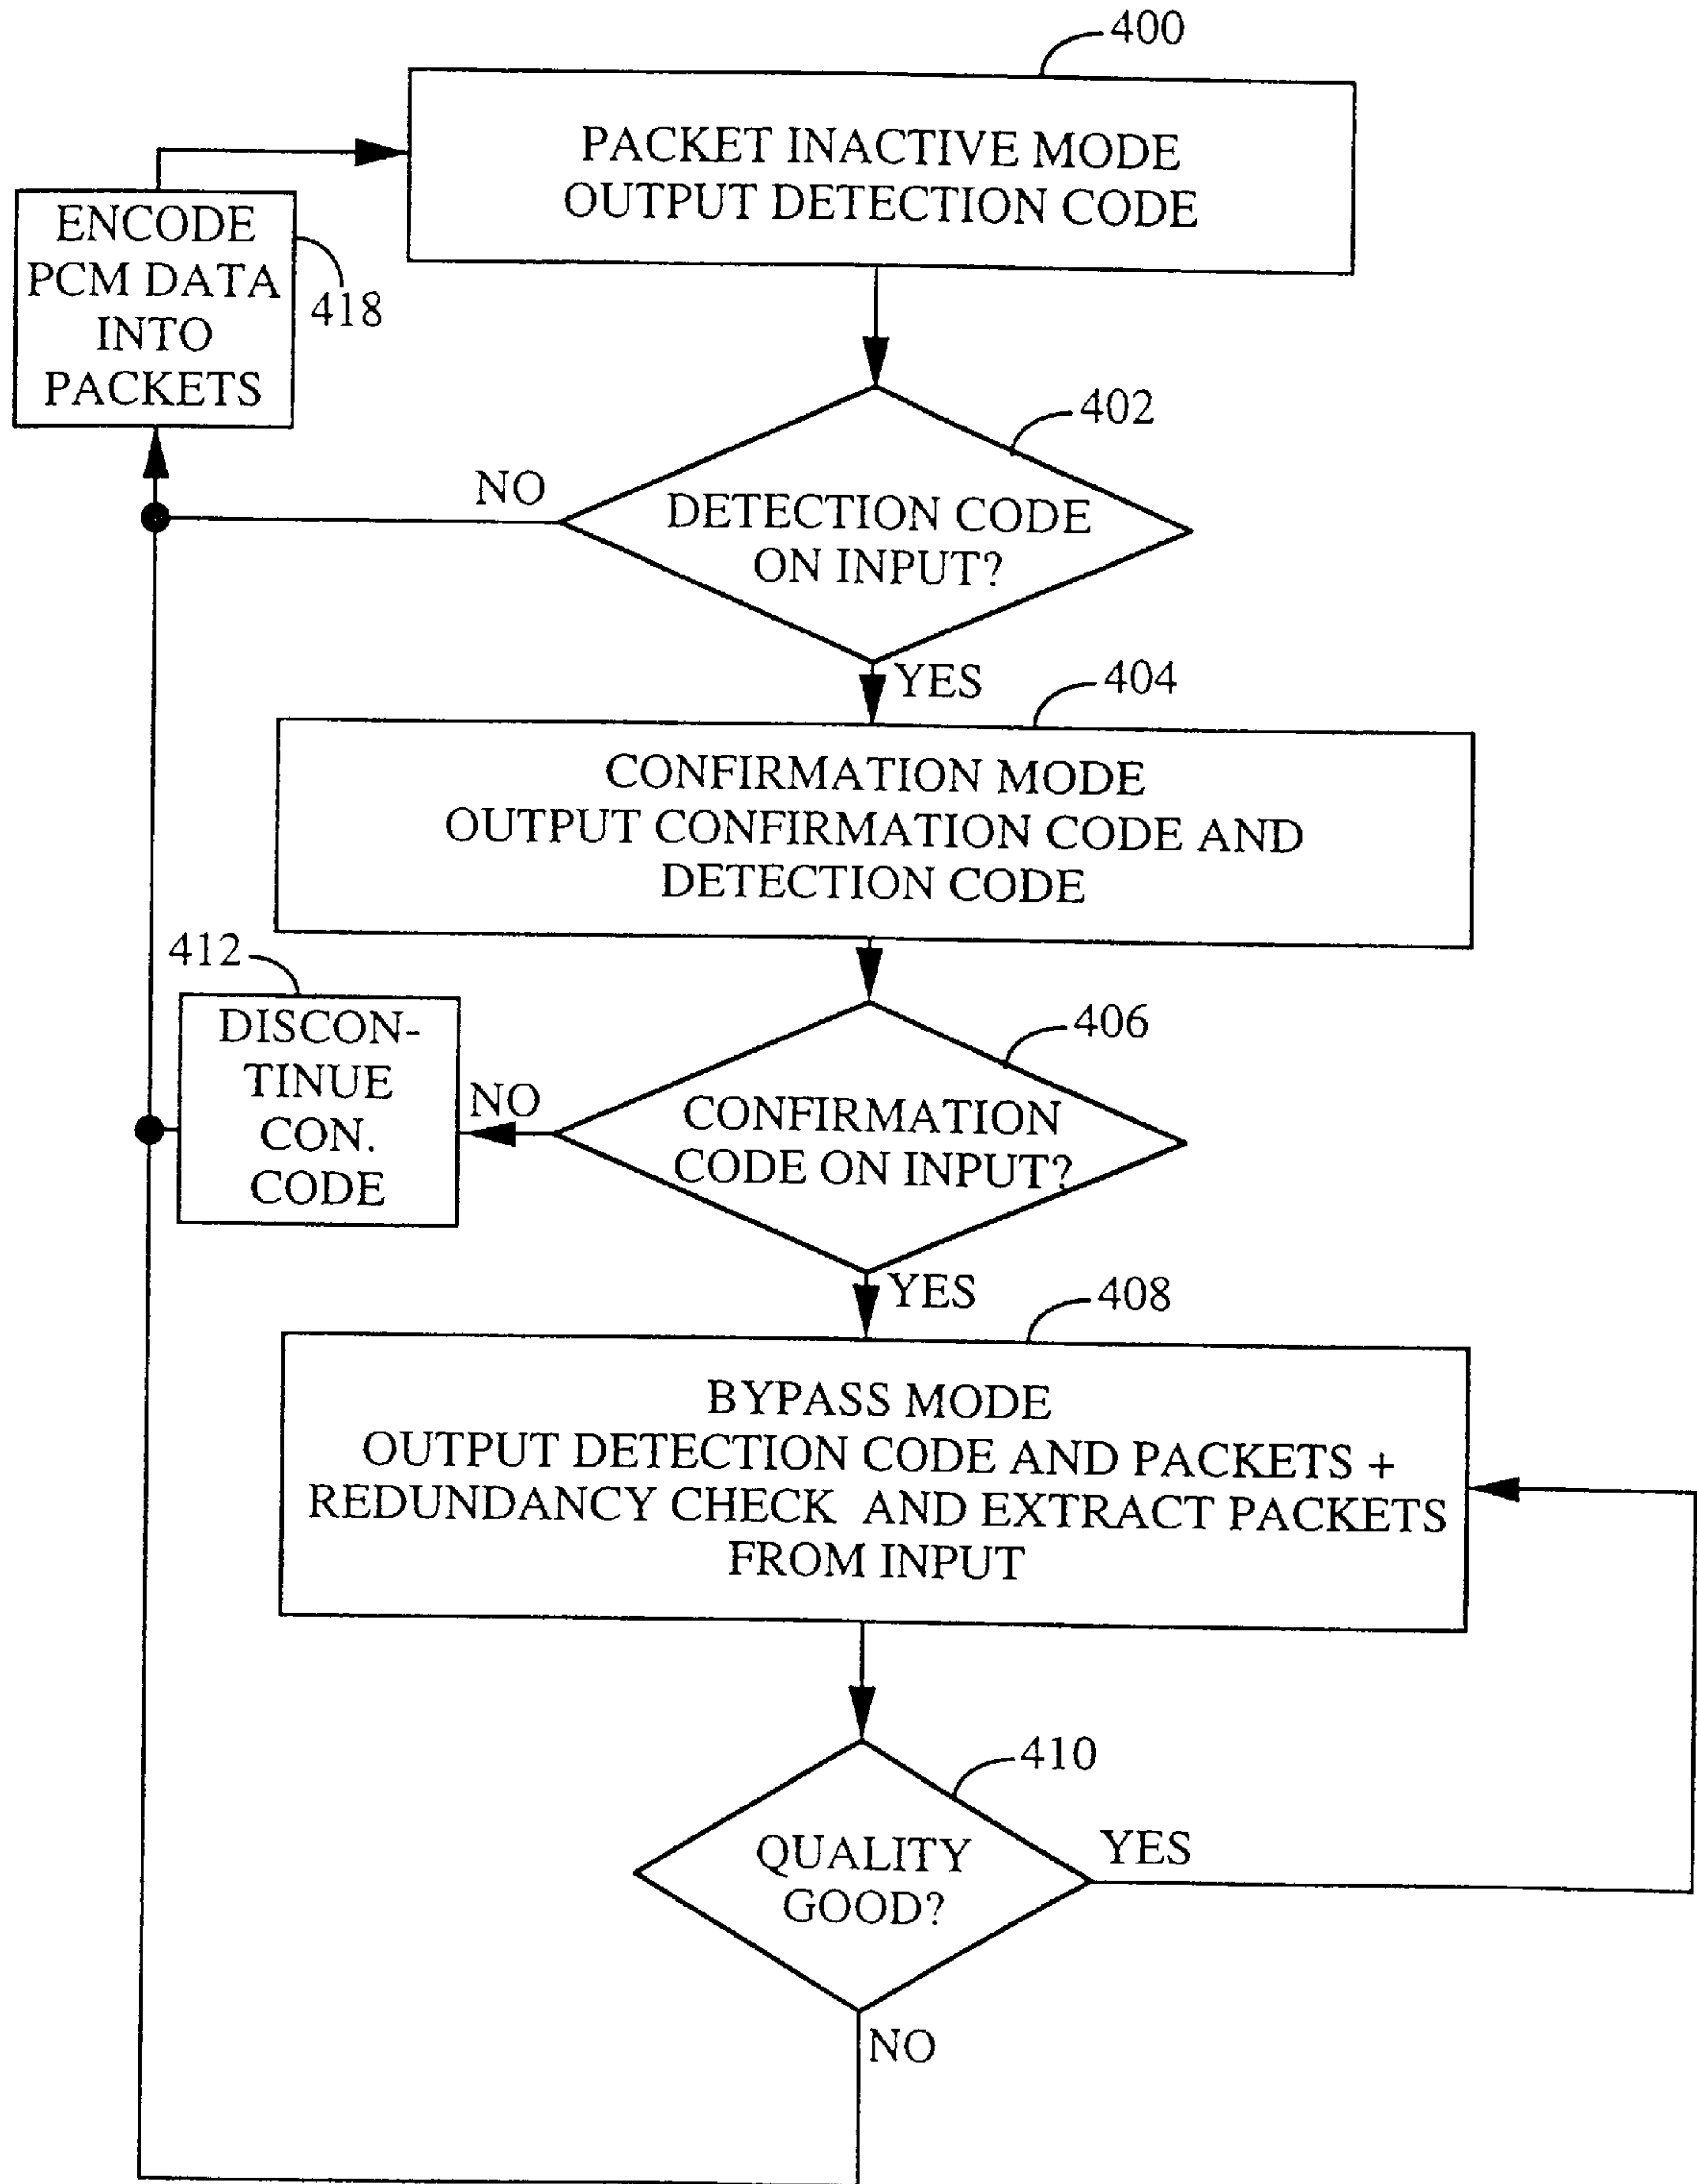 400
PACKET INACTIVE MODE
OUTPUT DETECTION CODE
ENCODE
PCM DATA
INTO
PACKETS
418
402
NO
DETECTION CODE
ON INPUT?
YES
404
CONFIRMATION MODE
OUTPUT CONFIRMATION CODE AND
DETECTION CODE
412
DISCON-
TINUE
CON.
CODE
NO
406
CONFIRMATION
CODE ON INPUT?
YES
408
BYPASS MODE
OUTPUT DETECTION CODE AND PACKETS +
REDUNDANCY CHECK AND EXTRACT PACKETS
FROM INPUT
410
QUALITY
GOOD?
YES
NO